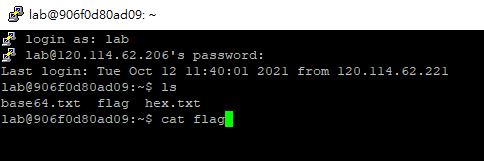 lab@906f0d80ad09: ~
login as: lab
lab@120.114.62.206's password:
Last login: Tue Oct 12 11:40:01 2021 from 120.114.62.221
lab@906f0d80ad09:~$ ls
base64.txt  flag  hex.txt
lab@906f0d80ad09:~$ cat flag